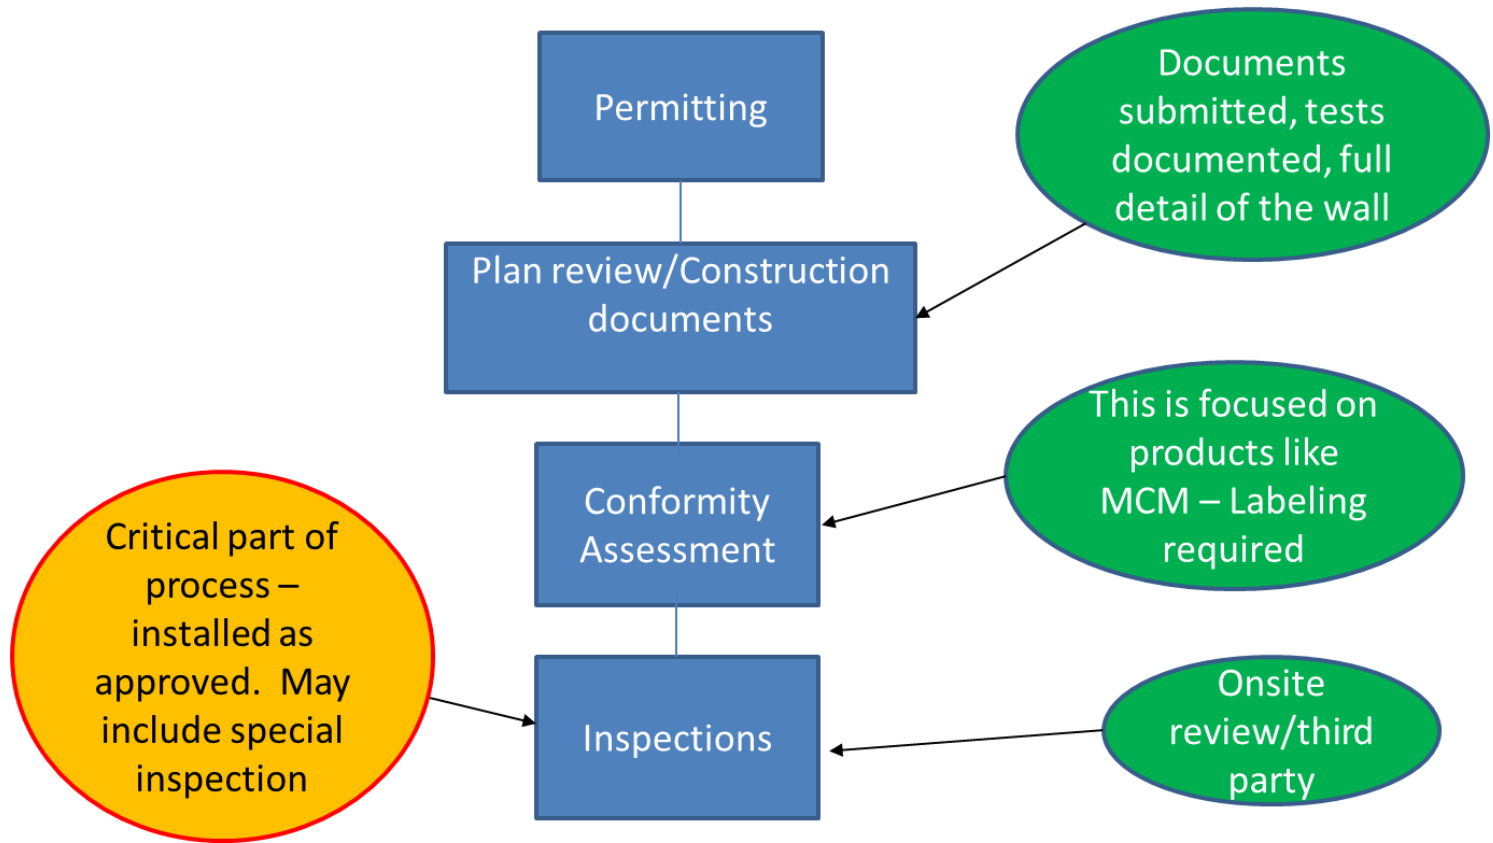 Permitting
Documents
submitted, tests
documented, full
detail of the wall
Plan review/Construction
documents
This is focused on
products like
MCM – Labeling
required
Conformity
Assessment
Critical part of
process –
installed as
approved.  May
include special
inspection
Inspections
Onsite
review/third
party